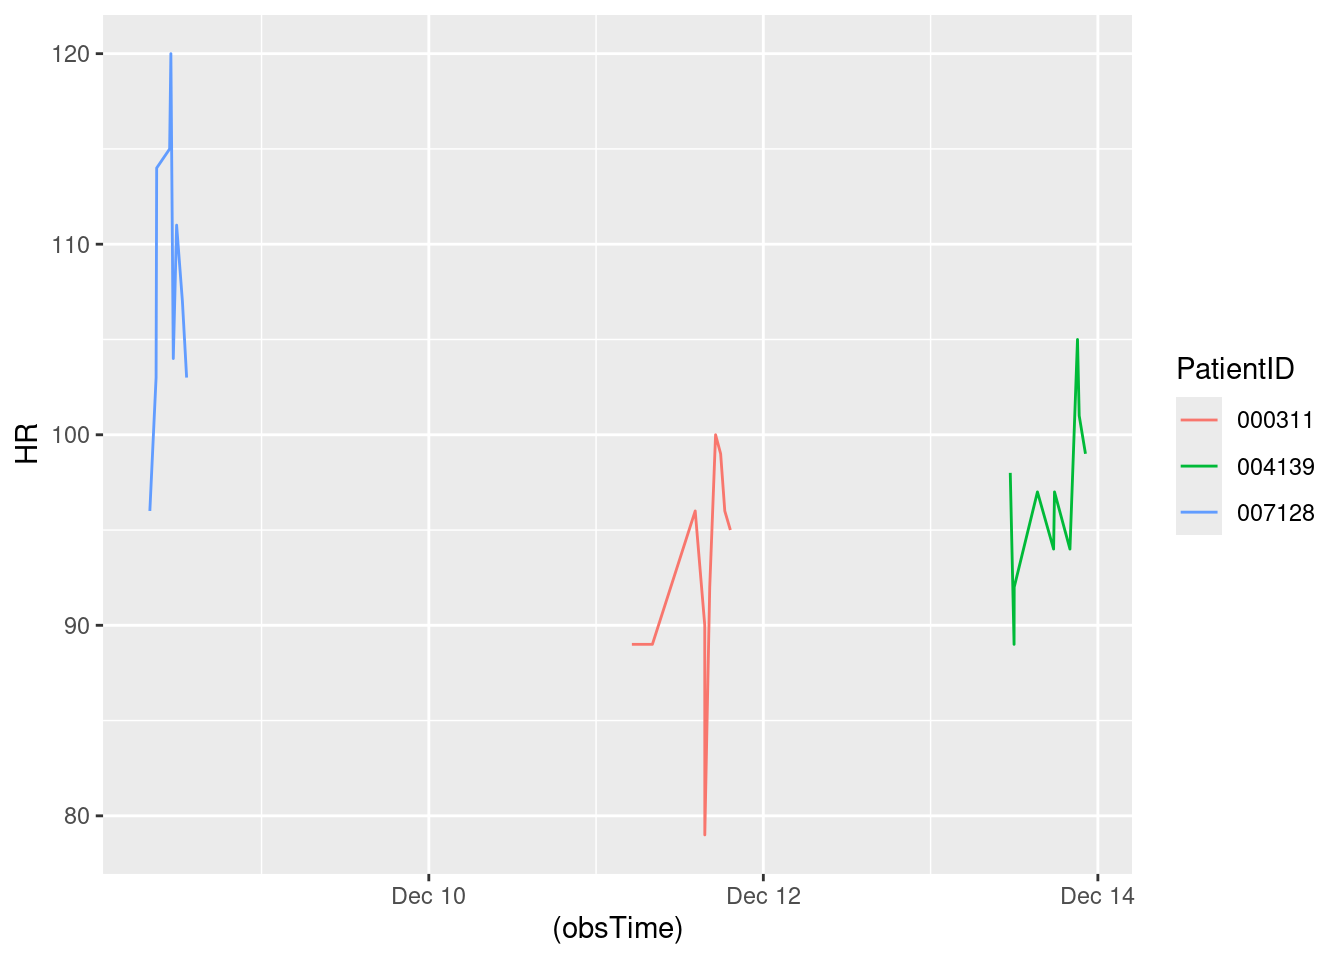 120
110
100
90
80
HR
Dec 10
Dec 12
Dec 14
(obsTime)
PatientID
000311
004139
007128